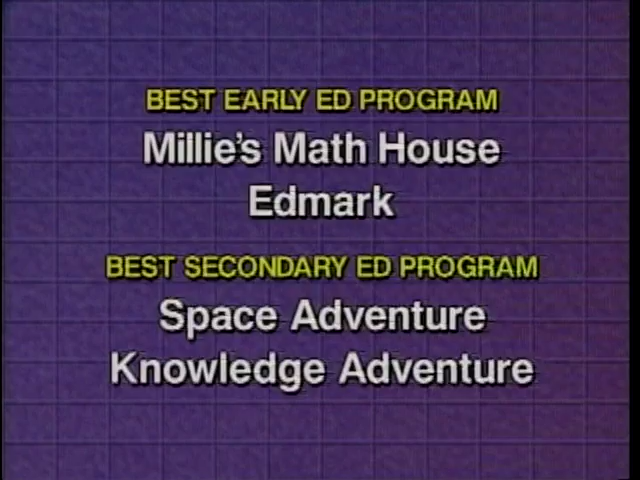 BEST EARLY ED PROGRAM
Millie's Math House
Edmark
BEST SECONDARY ED PROGRAM
Space Adventure
Knowledge Adventure